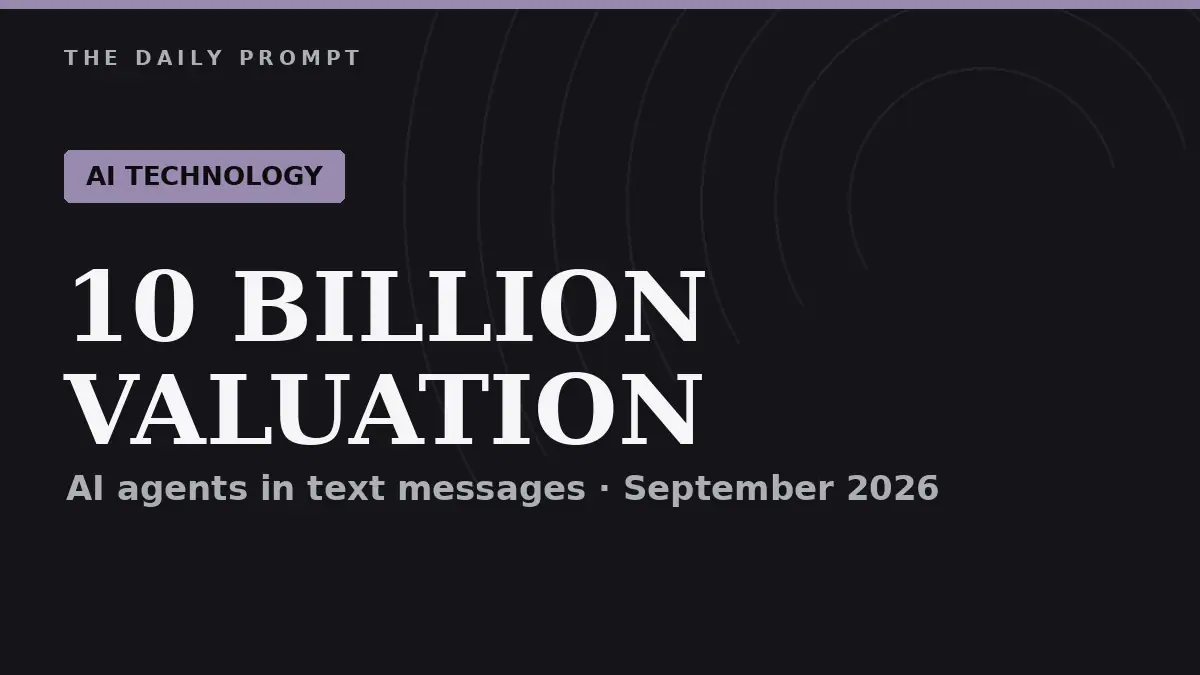 THE DAILY PROMPT
AI TECHNOLOGY
10 BILLION
VALUATION
AI agents in text messages · September 2026